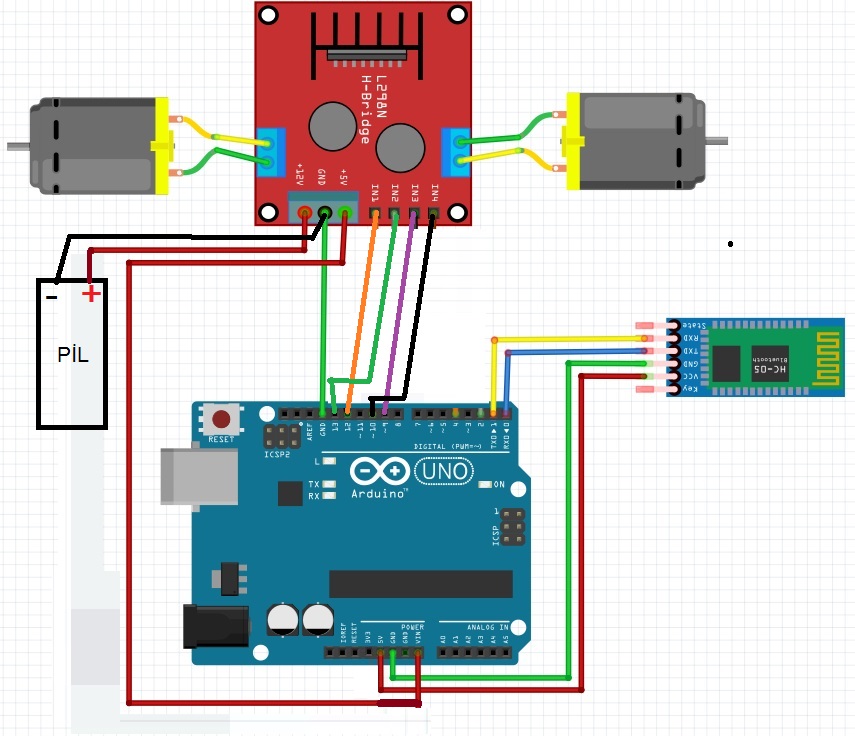 L298N
H-Bridge
+12V
GND
+5V
IN1
IN2
IN3
IN4
- +
PİL
State
RXD
TXD
GND
VCC
Key
HC-05
Bluetooth
RESET
ICSP2
AREF
GND
13
12
~11
~10
~9
8
7
~6
~5
4
~3
2
TXD ▶ 1
RXD ◀ 0
DIGITAL (PWM=~)
L
TX
RX
UNO
Arduino™
ON
1
ICSP
POWER
ANALOG IN
IOREF
RESET
3V3
5V
GND
GND
VIN
A0
A1
A2
A3
A4
A5